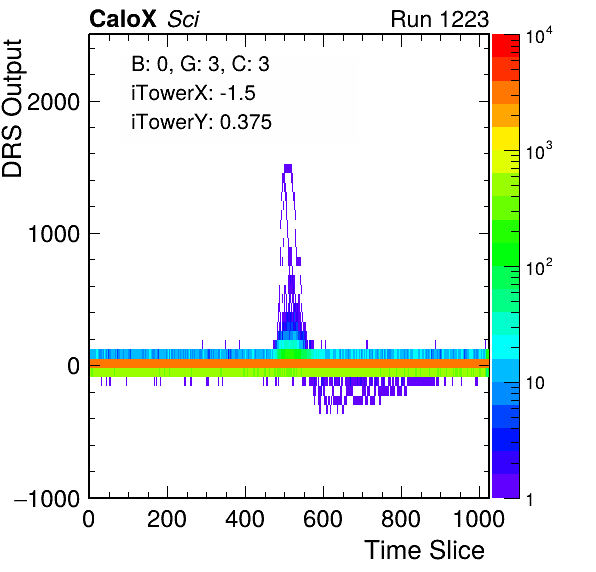 CaloX Sci Run 1223
B: 0, G: 3, C: 3
iTowerX: -1.5
iTowerY: 0.375
DRS Output
2000
1000
0
−1000
0 200 400 600 800 1000
Time Slice
10^4
10^3
10^2
10
1